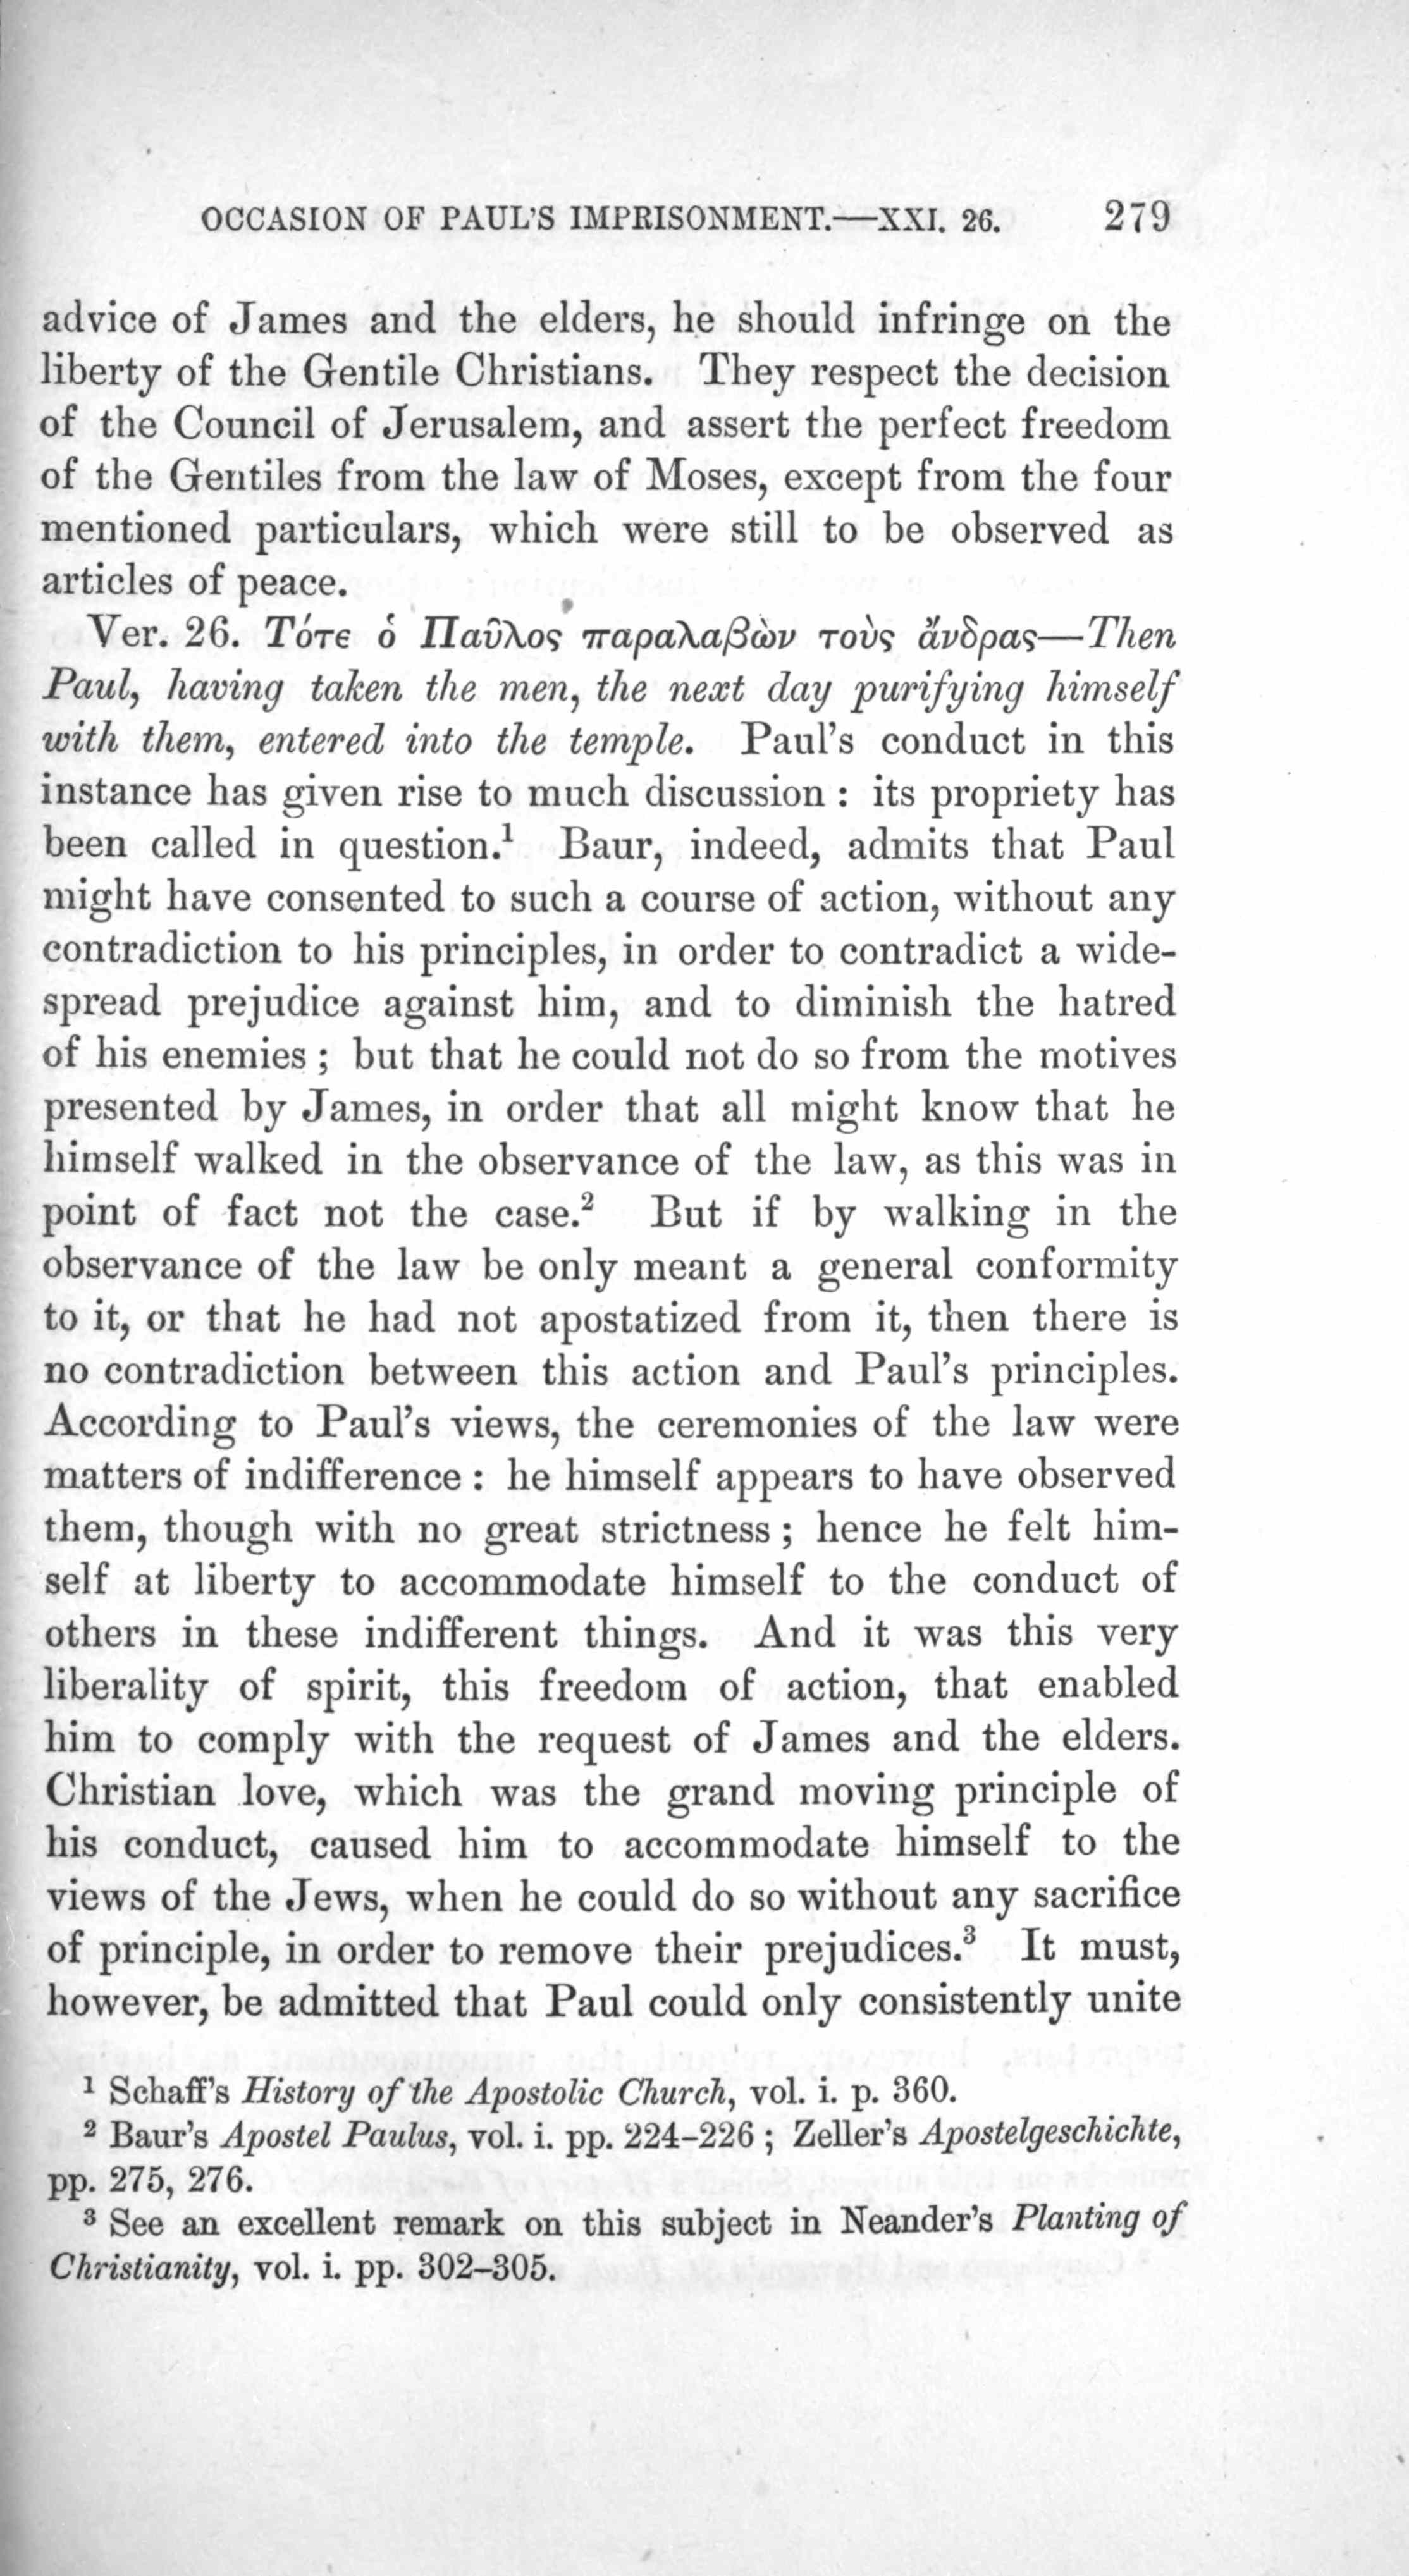 OCCASION OF PAUL'S IMPRISONMENT.—XXI. 26. 279
advice of James and the elders, he should infringe on the
liberty of the Gentile Christians. They respect the decision
of the Council of Jerusalem, and assert the perfect freedom
of the Gentiles from the law of Moses, except from the four
mentioned particulars, which were still to be observed as
articles of peace.
Ver. 26. Τότε ὁ Παῦλος παραλαβὼν τοὺς ἄνδρας—Then
Paul, having taken the men, the next day purifying himself
with them, entered into the temple. Paul's conduct in this
instance has given rise to much discussion : its propriety has
been called in question.¹ Baur, indeed, admits that Paul
might have consented to such a course of action, without any
contradiction to his principles, in order to contradict a wide-
spread prejudice against him, and to diminish the hatred
of his enemies ; but that he could not do so from the motives
presented by James, in order that all might know that he
himself walked in the observance of the law, as this was in
point of fact not the case.² But if by walking in the
observance of the law be only meant a general conformity
to it, or that he had not apostatized from it, then there is
no contradiction between this action and Paul's principles.
According to Paul's views, the ceremonies of the law were
matters of indifference : he himself appears to have observed
them, though with no great strictness ; hence he felt him-
self at liberty to accommodate himself to the conduct of
others in these indifferent things. And it was this very
liberality of spirit, this freedom of action, that enabled
him to comply with the request of James and the elders.
Christian love, which was the grand moving principle of
his conduct, caused him to accommodate himself to the
views of the Jews, when he could do so without any sacrifice
of principle, in order to remove their prejudices.³ It must,
however, be admitted that Paul could only consistently unite
¹ Schaff's History of the Apostolic Church, vol. i. p. 360.
² Baur's Apostel Paulus, vol. i. pp. 224–226 ; Zeller's Apostelgeschichte,
pp. 275, 276.
³ See an excellent remark on this subject in Neander's Planting of
Christianity, vol. i. pp. 302–305.